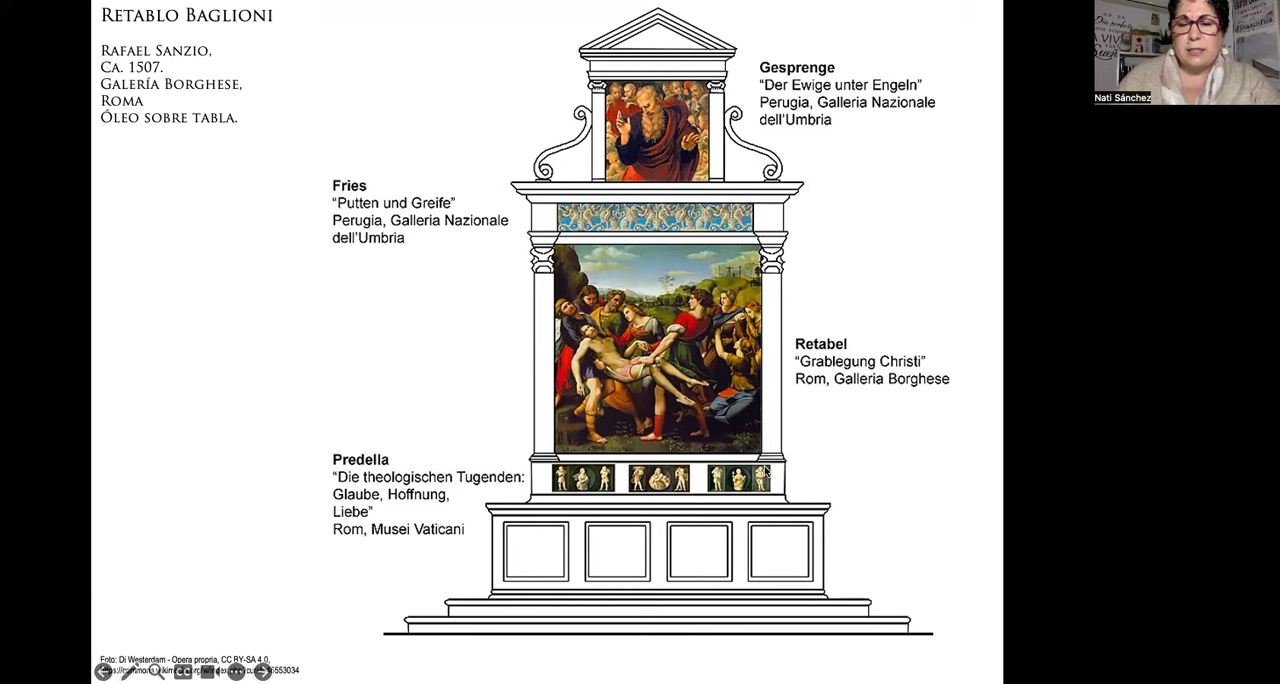 Retablo Baglioni
Rafael Sanzio,
Ca. 1507.
Galería Borghese,
Roma
Óleo sobre tabla.
Gesprenge
“Der Ewige unter Engeln”
Perugia, Galleria Nazionale
dell’Umbria
Fries
“Putten und Greife”
Perugia, Galleria Nazionale
dell’Umbria
Retabel
“Grablegung Christi”
Rom, Galleria Borghese
Predella
“Die theologischen Tugenden:
Glaube, Hoffnung,
Liebe”
Rom, Musei Vaticani
Foto: Di Westerdam - Opera propria, CC BY-SA 4.0,
Nati Sánchez